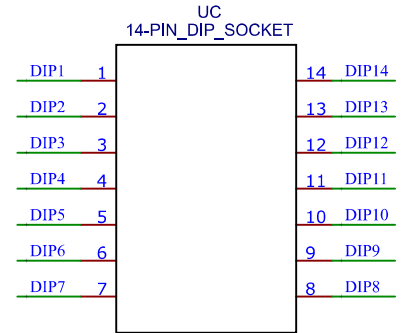 UC
14-PIN_DIP_SOCKET
DIP1 1 14 DIP14
DIP2 2 13 DIP13
DIP3 3 12 DIP12
DIP4 4 11 DIP11
DIP5 5 10 DIP10
DIP6 6 9 DIP9
DIP7 7 8 DIP8